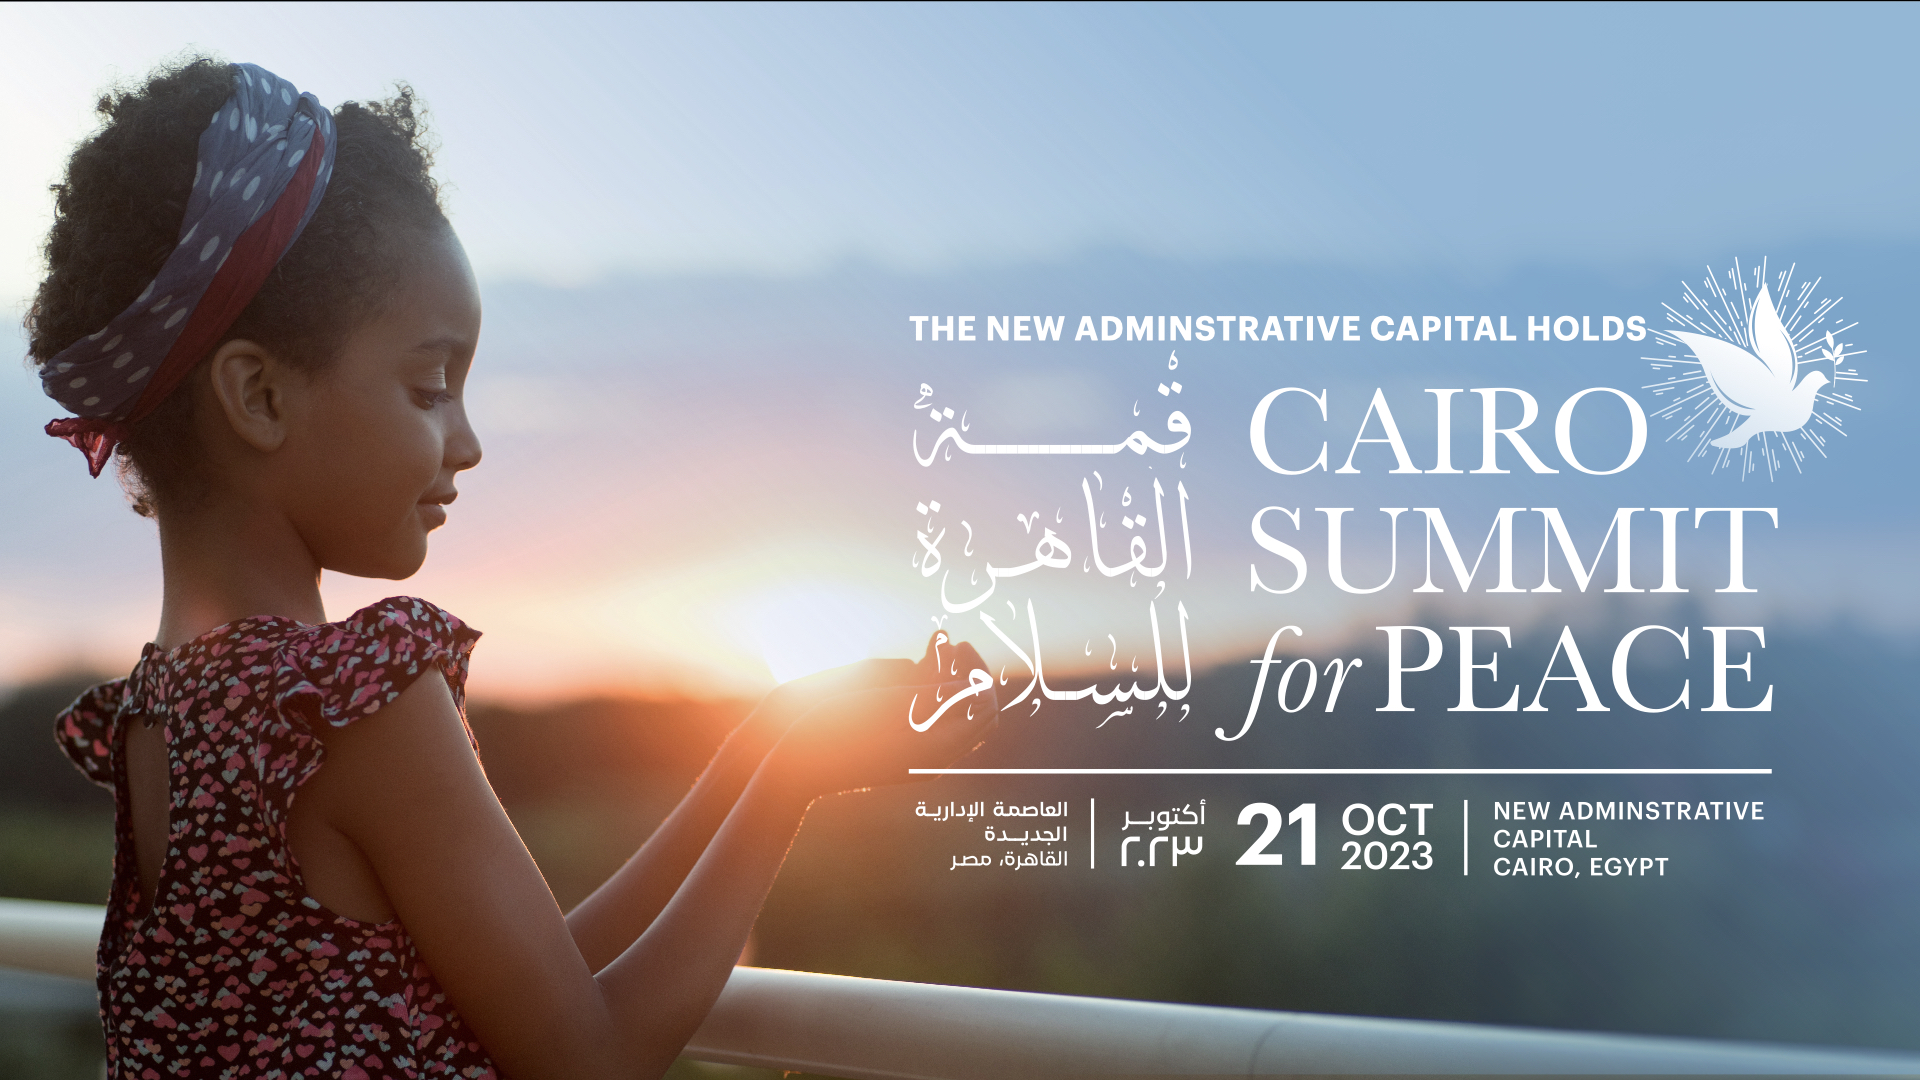 THE NEW ADMINSTRATIVE CAPITAL HOLDS
قمة
القاهرة
للسلام
CAIRO
SUMMIT
for PEACE
العاصمة الإدارية
الجديدة
القاهرة، مصر
أكتوبر
٢٠٢٣
21
OCT
2023
NEW ADMINSTRATIVE
CAPITAL
CAIRO, EGYPT